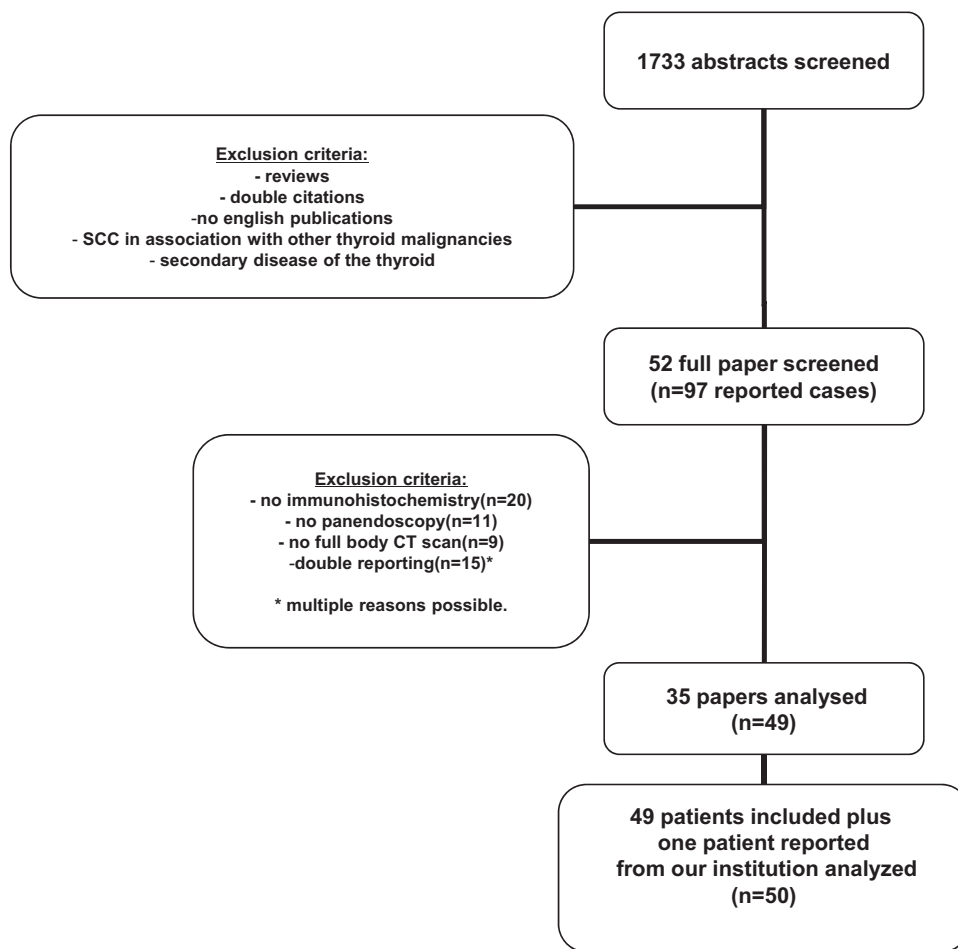 1733 abstracts screened
Exclusion criteria:
- reviews
- double citations
-no english publications
- SCC in association with other thyroid malignancies
- secondary disease of the thyroid
52 full paper screened
(n=97 reported cases)
Exclusion criteria:
- no immunohistochemistry(n=20)
- no panendoscopy(n=11)
- no full body CT scan(n=9)
-double reporting(n=15)*
* multiple reasons possible.
35 papers analysed
(n=49)
49 patients included plus
one patient reported
from our institution analyzed
(n=50)